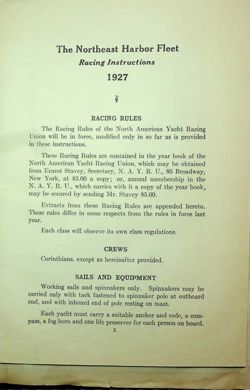 The Northeast Harbor Fleet
Racing Instructions
1927
RACING RULES
The Racing Rules of the North American Yacht Racing
Union will be in force, modified only in so far as is provided
in these instructions.
These Racing Rules are contained in the year book of the
North American Yacht Racing Union, which may be obtained
from Ernest Stavey, Secretary, N. A. Y. R. U., 80 Broadway,
New York, at $3.00 a copy; or, annual membership in the
N. A. Y. R. U., which carries with it a copy of the year book,
may be secured by sending Mr. Stavey $5.00.
Extracts from these Racing Rules are appended hereto.
These rules differ in some respects from the rules in force last
year.
Each class will observe its own class regulations.
CREWS
Corinthians, except as hereinafter provided.
SAILS AND EQUIPMENT
Working sails and spinnakers only. Spinnakers may be
carried only with tack fastened to spinnaker pole at outboard
end, and with inboard end of pole resting on mast.
Each yacht must carry a suitable anchor and rode, a com-
pass, a fog horn and one life preserver for each person on board.
3